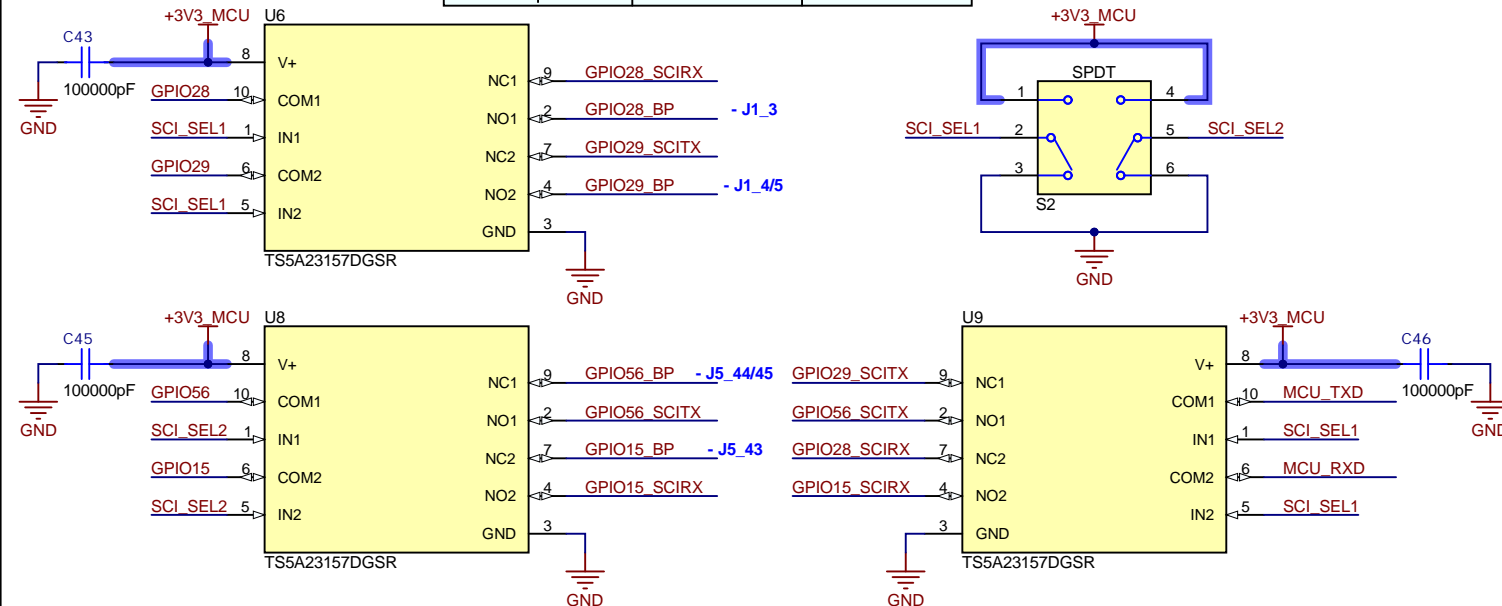 +3V3_MCU
U6
C43
100000pF
GND
8
V+
GPIO28
10
COM1
SCI_SEL1
1
IN1
GPIO29
6
COM2
SCI_SEL1
5
IN2
NC1
9
GPIO28_SCIRX
NO1
2
GPIO28_BP
- J1_3
NC2
7
GPIO29_SCITX
NO2
4
GPIO29_BP
- J1_4/5
GND
3
GND
TS5A23157DGSR
+3V3_MCU
SPDT
1
4
SCI_SEL1
2
5
SCI_SEL2
3
6
S2
GND
+3V3_MCU
U8
C45
100000pF
GND
8
V+
GPIO56
10
COM1
SCI_SEL2
1
IN1
GPIO15
6
COM2
SCI_SEL2
5
IN2
NC1
9
GPIO56_BP
- J5_44/45
NO1
2
GPIO56_SCITX
NC2
7
GPIO15_BP
- J5_43
NO2
4
GPIO15_SCIRX
GND
3
GND
TS5A23157DGSR
U9
+3V3_MCU
C46
100000pF
GND
V+
8
GPIO29_SCITX
9
NC1
COM1
10
MCU_TXD
GPIO56_SCITX
2
NO1
IN1
1
SCI_SEL1
GPIO28_SCIRX
7
NC2
COM2
6
MCU_RXD
GPIO15_SCIRX
4
NO2
IN2
5
SCI_SEL1
3
GND
GND
TS5A23157DGSR